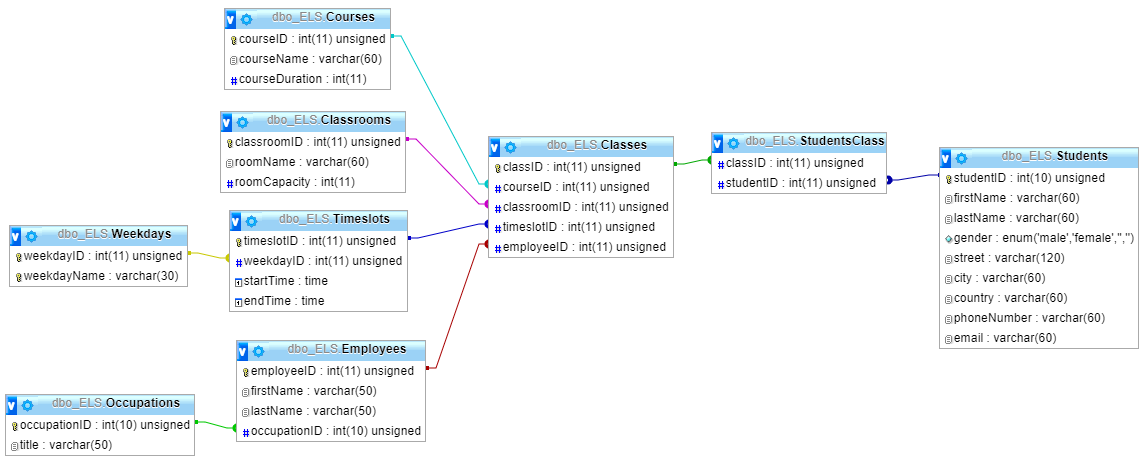 dbo_ELS.Courses
courseID : int(11) unsigned
courseName : varchar(60)
courseDuration : int(11)
dbo_ELS.Classrooms
classroomID : int(11) unsigned
roomName : varchar(60)
roomCapacity : int(11)
dbo_ELS.Weekdays
weekdayID : int(11) unsigned
weekdayName : varchar(30)
dbo_ELS.Timeslots
timeslotID : int(11) unsigned
weekdayID : int(11) unsigned
startTime : time
endTime : time
dbo_ELS.Occupations
occupationID : int(10) unsigned
title : varchar(50)
dbo_ELS.Employees
employeeID : int(11) unsigned
firstName : varchar(50)
lastName : varchar(50)
occupationID : int(10) unsigned
dbo_ELS.Classes
classID : int(11) unsigned
courseID : int(11) unsigned
classroomID : int(11) unsigned
timeslotID : int(11) unsigned
employeeID : int(11) unsigned
dbo_ELS.StudentsClass
classID : int(11) unsigned
studentID : int(11) unsigned
dbo_ELS.Students
studentID : int(10) unsigned
firstName : varchar(60)
lastName : varchar(60)
gender : enum('male','female','','')
street : varchar(120)
city : varchar(60)
country : varchar(60)
phoneNumber : varchar(60)
email : varchar(60)